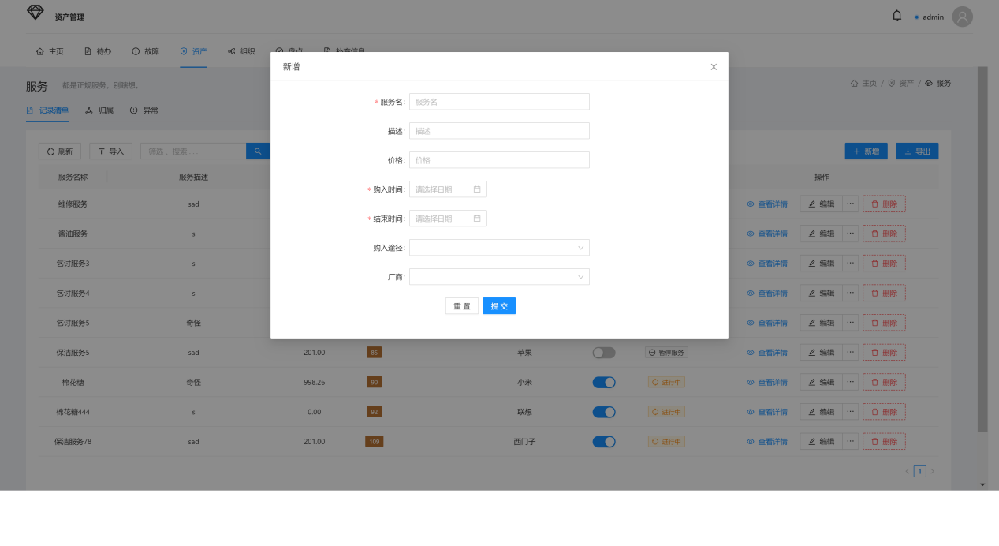 资产管理
admin
主页 待办 故障 资产 组织 盘点 补充信息
新增
服务 都是正规服务，别瞎想。
主页 / 资产 / 服务
记录清单 归属 异常
* 服务名: 服务名
描述: 描述
刷新 导入 筛选，搜索 ... 新增 导出
价格: 价格
服务名称 服务描述 操作
* 购入时间: 请选择日期
维修服务 sad 查看详情 编辑 ... 删除
* 结束时间: 请选择日期
酱油服务 s 查看详情 编辑 ... 删除
购入途径:
乞讨服务3 s 查看详情 编辑 ... 删除
厂商:
乞讨服务4 s 查看详情 编辑 ... 删除
重 置 提 交
乞讨服务5 奇怪 查看详情 编辑 ... 删除
保洁服务5 sad 201.00 85 苹果 暂停服务 查看详情 编辑 ... 删除
棉花糖 奇怪 998.26 90 小米 进行中 查看详情 编辑 ... 删除
棉花糖444 s 0.00 92 联想 进行中 查看详情 编辑 ... 删除
保洁服务78 sad 201.00 109 西门子 进行中 查看详情 编辑 ... 删除
< 1 >